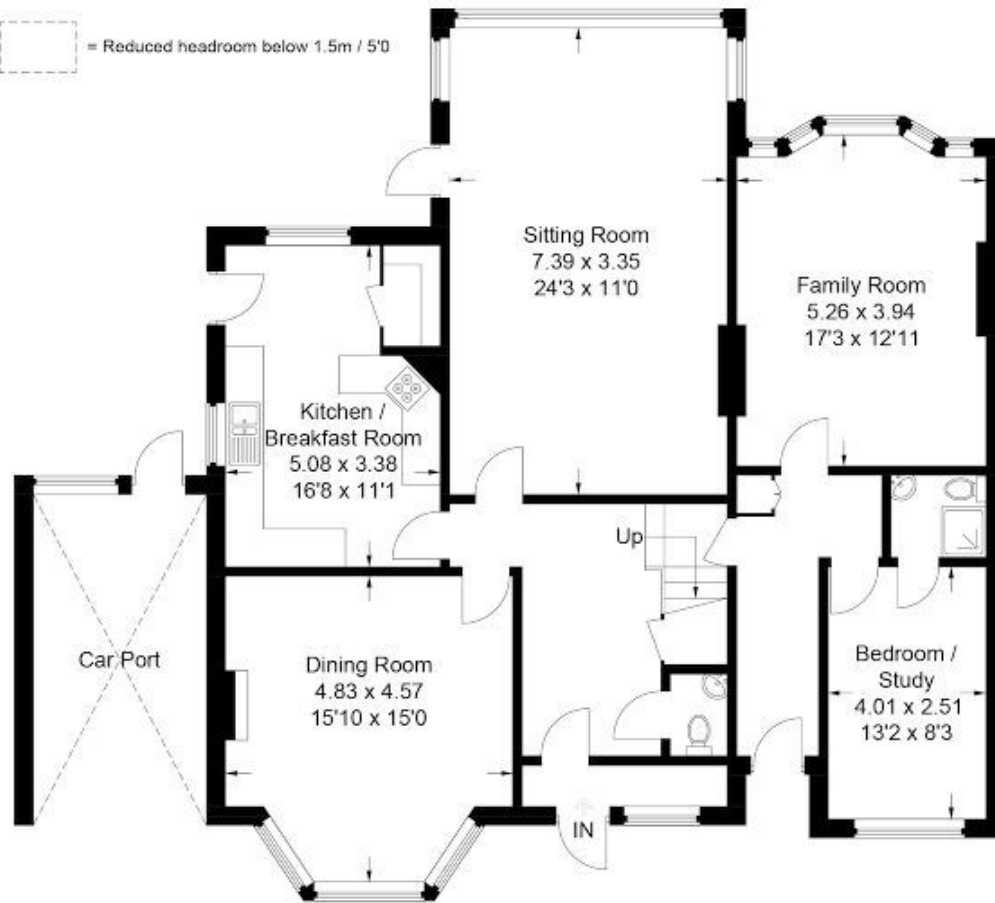 = Reduced headroom below 1.5m / 5'0
Sitting Room
7.39 x 3.35
24'3 x 11'0
Family Room
5.26 x 3.94
17'3 x 12'11
Kitchen /
Breakfast Room
5.08 x 3.38
16'8 x 11'1
Up
Car Port
Dining Room
4.83 x 4.57
15'10 x 15'0
Bedroom /
Study
4.01 x 2.51
13'2 x 8'3
IN